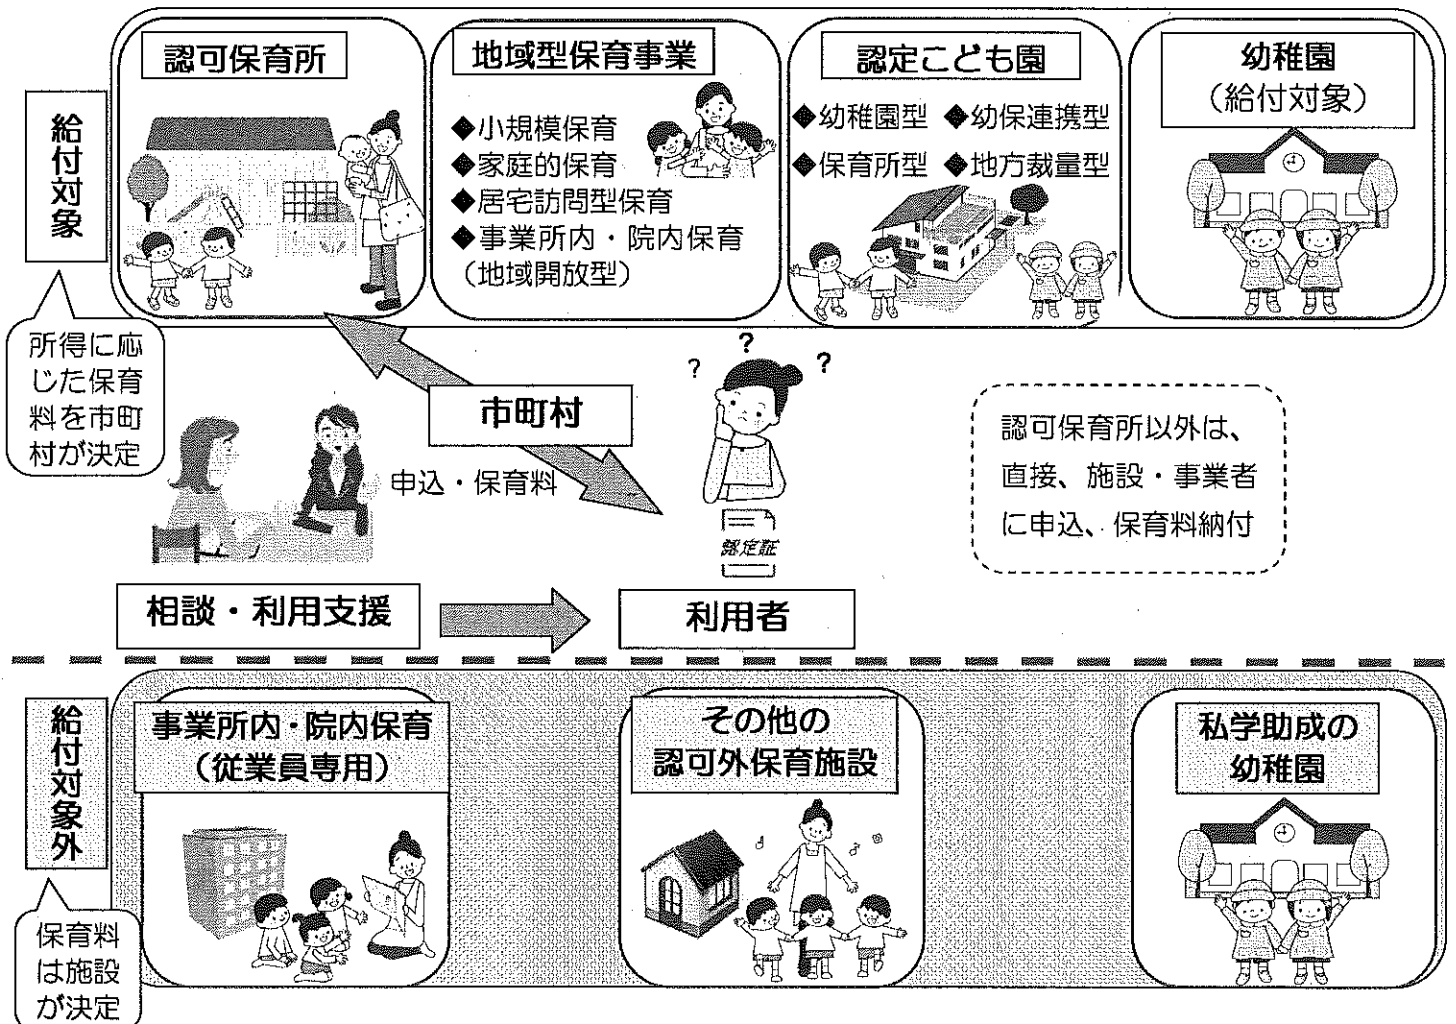 給付対象
認可保育所
地域型保育事業
◆小規模保育
◆家庭的保育
◆居宅訪問型保育
◆事業所内・院内保育
（地域開放型）
認定こども園
◆幼稚園型 ◆幼保連携型
◆保育所型 ◆地方裁量型
幼稚園
（給付対象）
所得に応
じた保育
料を市町
村が決定
市町村
申込・保育料
? ? ?
認定証
認可保育所以外は、
直接、施設・事業者
に申込、保育料納付
相談・利用支援
利用者
給付対象外
事業所内・院内保育
（従業員専用）
その他の
認可外保育施設
私学助成の
幼稚園
保育料
は施設
が決定